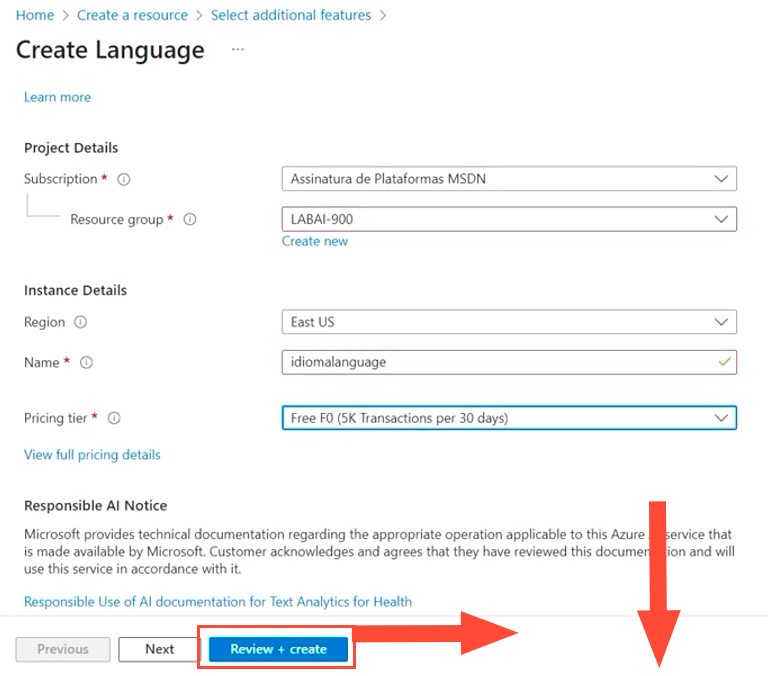 Home > Create a resource > Select additional features >
Create Language ...
Learn more
Project Details
Subscription * Assinatura de Plataformas MSDN
Resource group * LABAI-900
Create new
Instance Details
Region East US
Name * idiomalanguage
Pricing tier * Free F0 (5K Transactions per 30 days)
View full pricing details
Responsible AI Notice
Microsoft provides technical documentation regarding the appropriate operation applicable to this Azure service that
is made available by Microsoft. Customer acknowledges and agrees that they have reviewed this and will
use this service in accordance with it.
Responsible Use of AI documentation for Text Analytics for Health
Previous Next Review + create